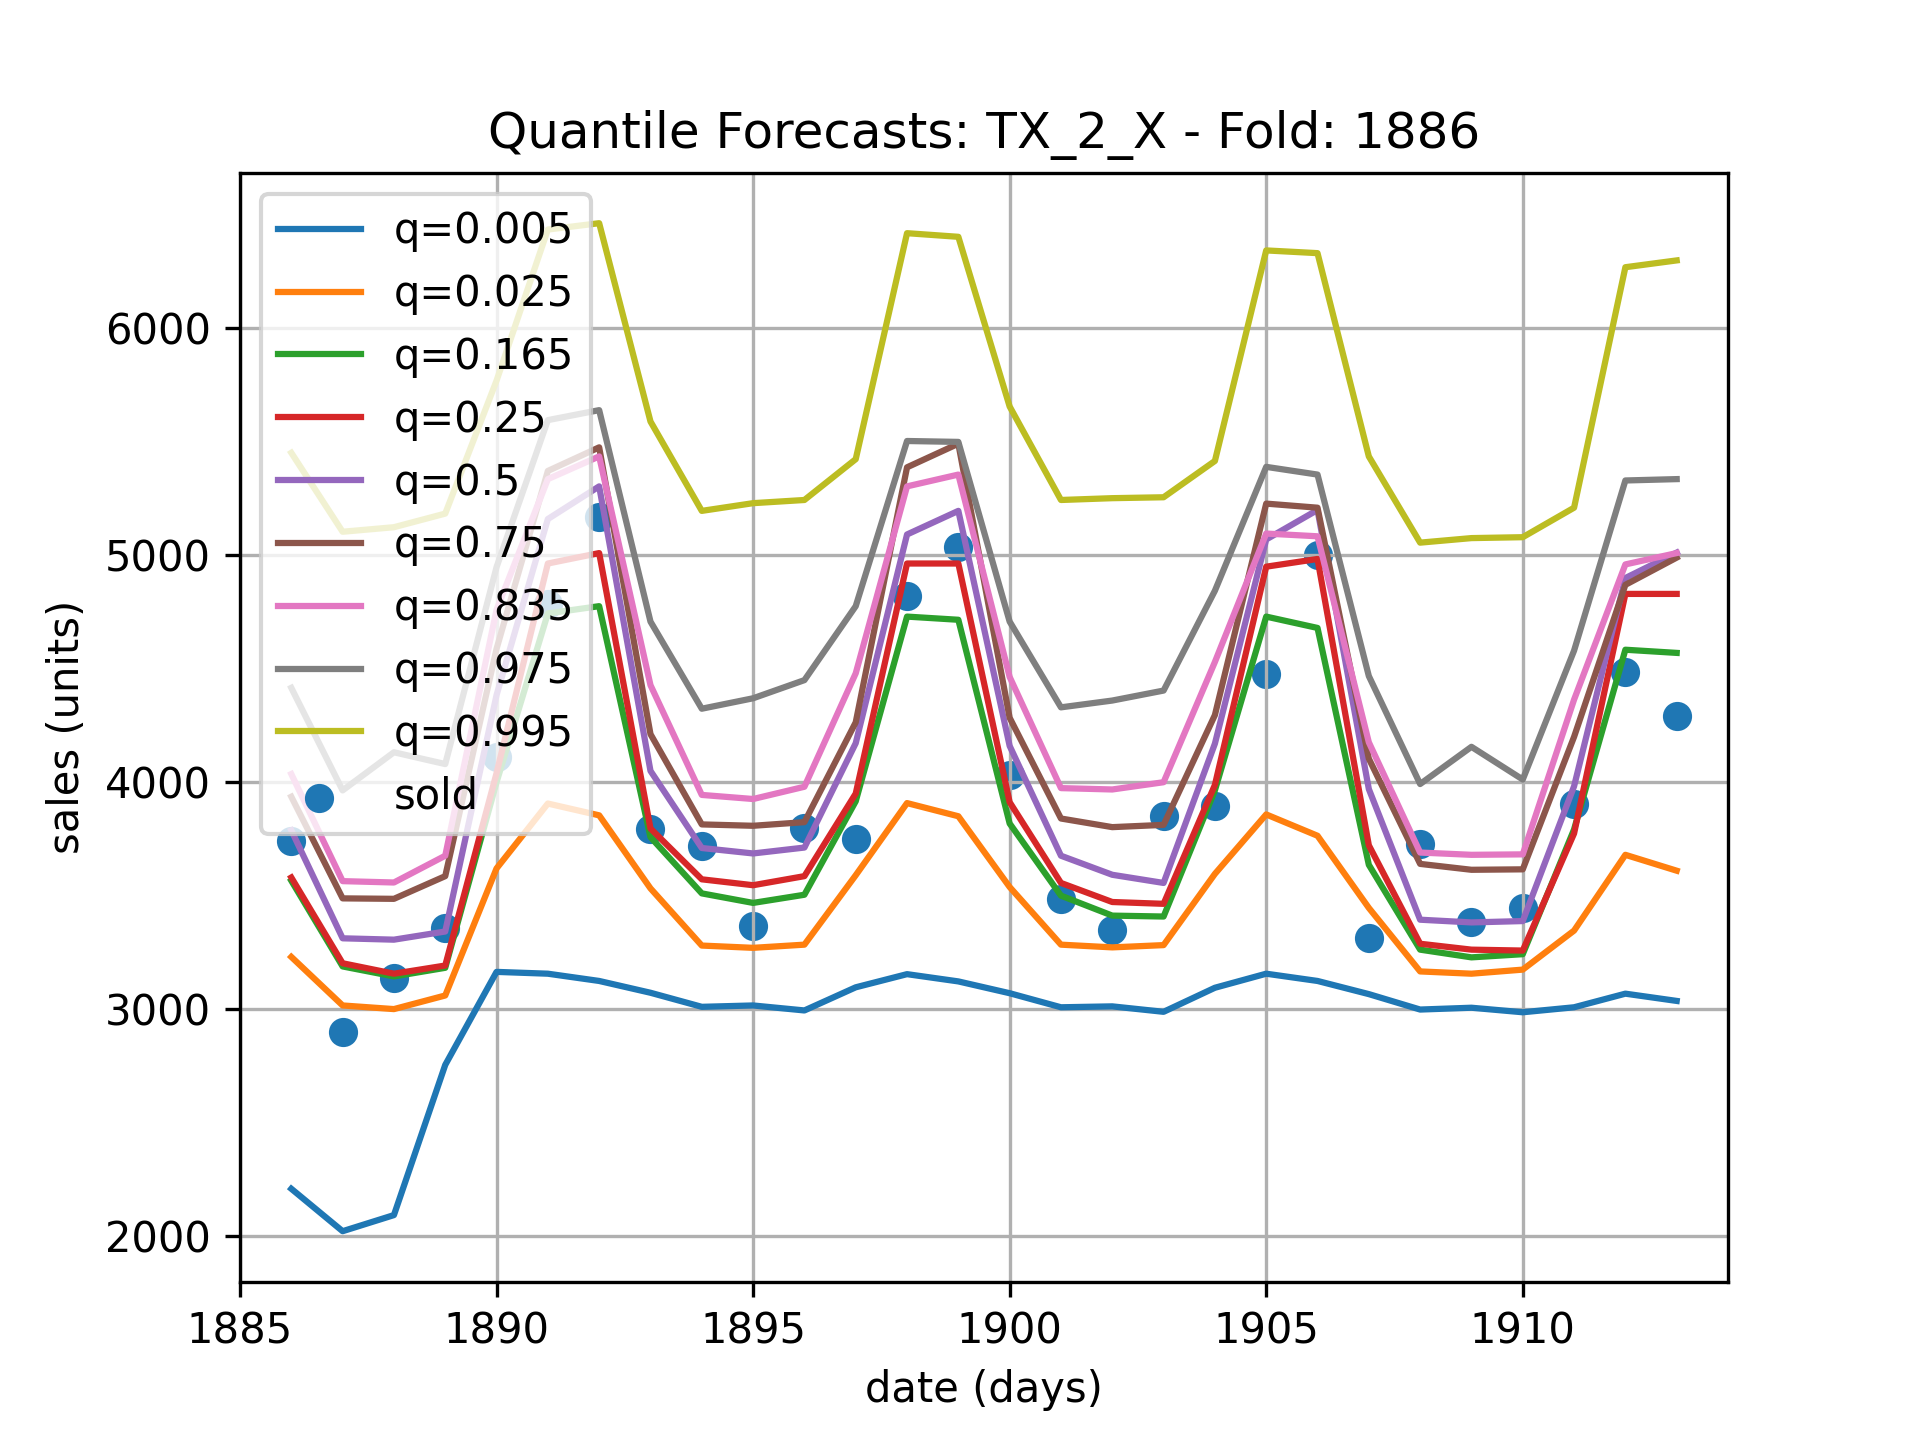 Quantile Forecasts: TX_2_X - Fold: 1886
q=0.005
q=0.025
q=0.165
q=0.25
q=0.5
q=0.75
q=0.835
q=0.975
q=0.995
sold
6000
5000
4000
3000
2000
sales (units)
1885 1890 1895 1900 1905 1910
date (days)